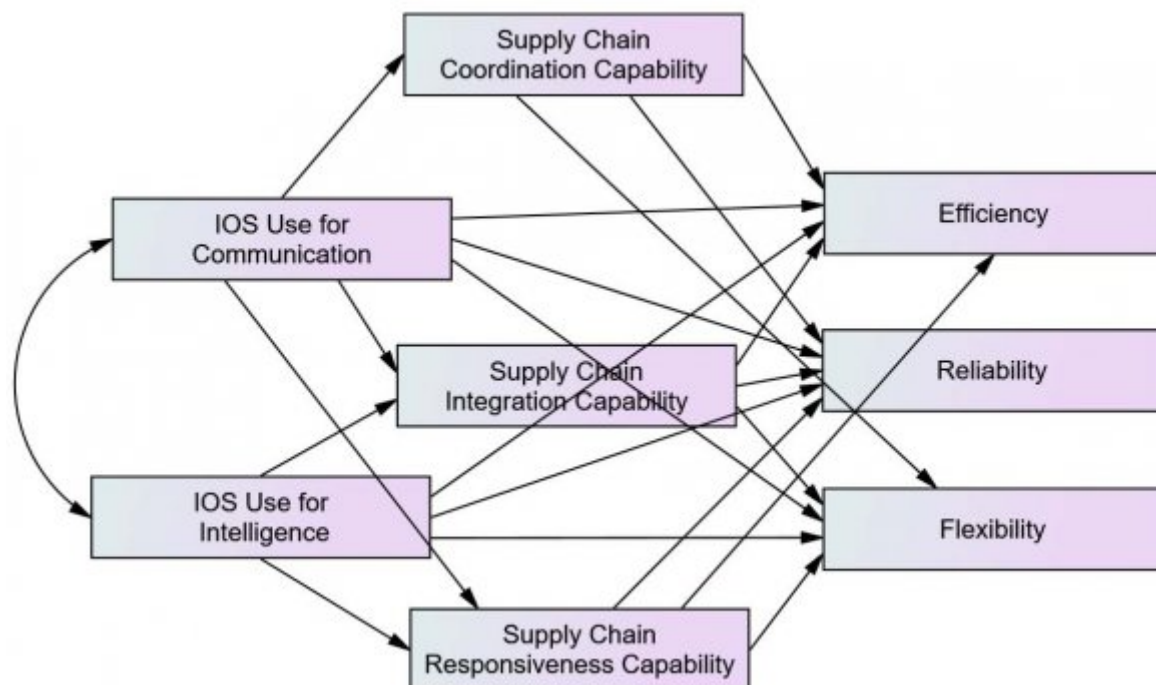 Supply Chain
Coordination Capability
IOS Use for
Communication
Efficiency
Supply Chain
Integration Capability
Reliability
IOS Use for
Intelligence
Flexibility
Supply Chain
Responsiveness Capability